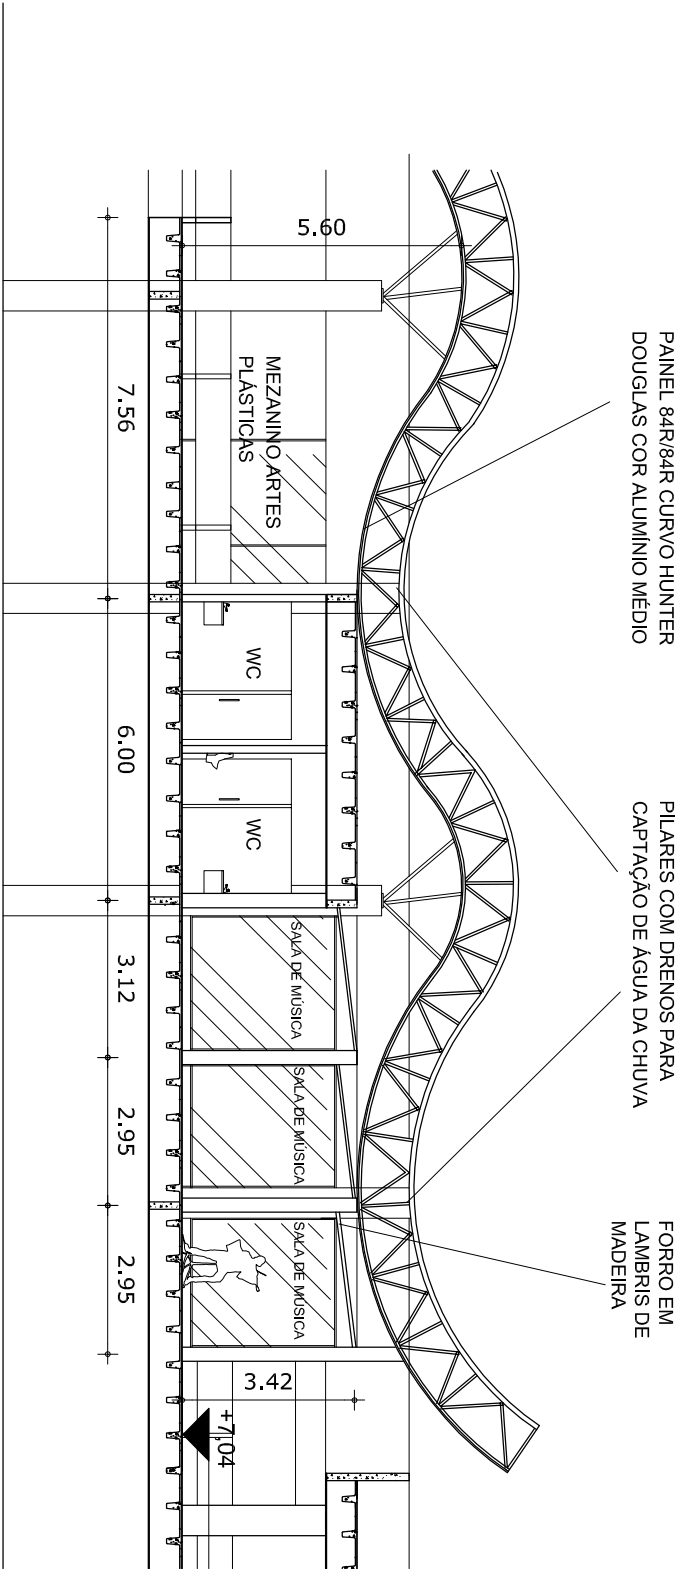 PAINEL 84R/84R CURVO HUNTER
DOUGLAS COR ALUMÍNIO MÉDIO
PILARES COM DRENOS PARA
CAPTAÇÃO DE ÁGUA DA CHUVA
FORRO EM
LAMBRIS DE
MADEIRA
5.60
MEZANINO ARTES
PLÁSTICAS
WC
WC
SALA DE MÚSICA
SALA DE MÚSICA
SALA DE MÚSICA
3.42
+7,04
7.56
6.00
3.12
2.95
2.95